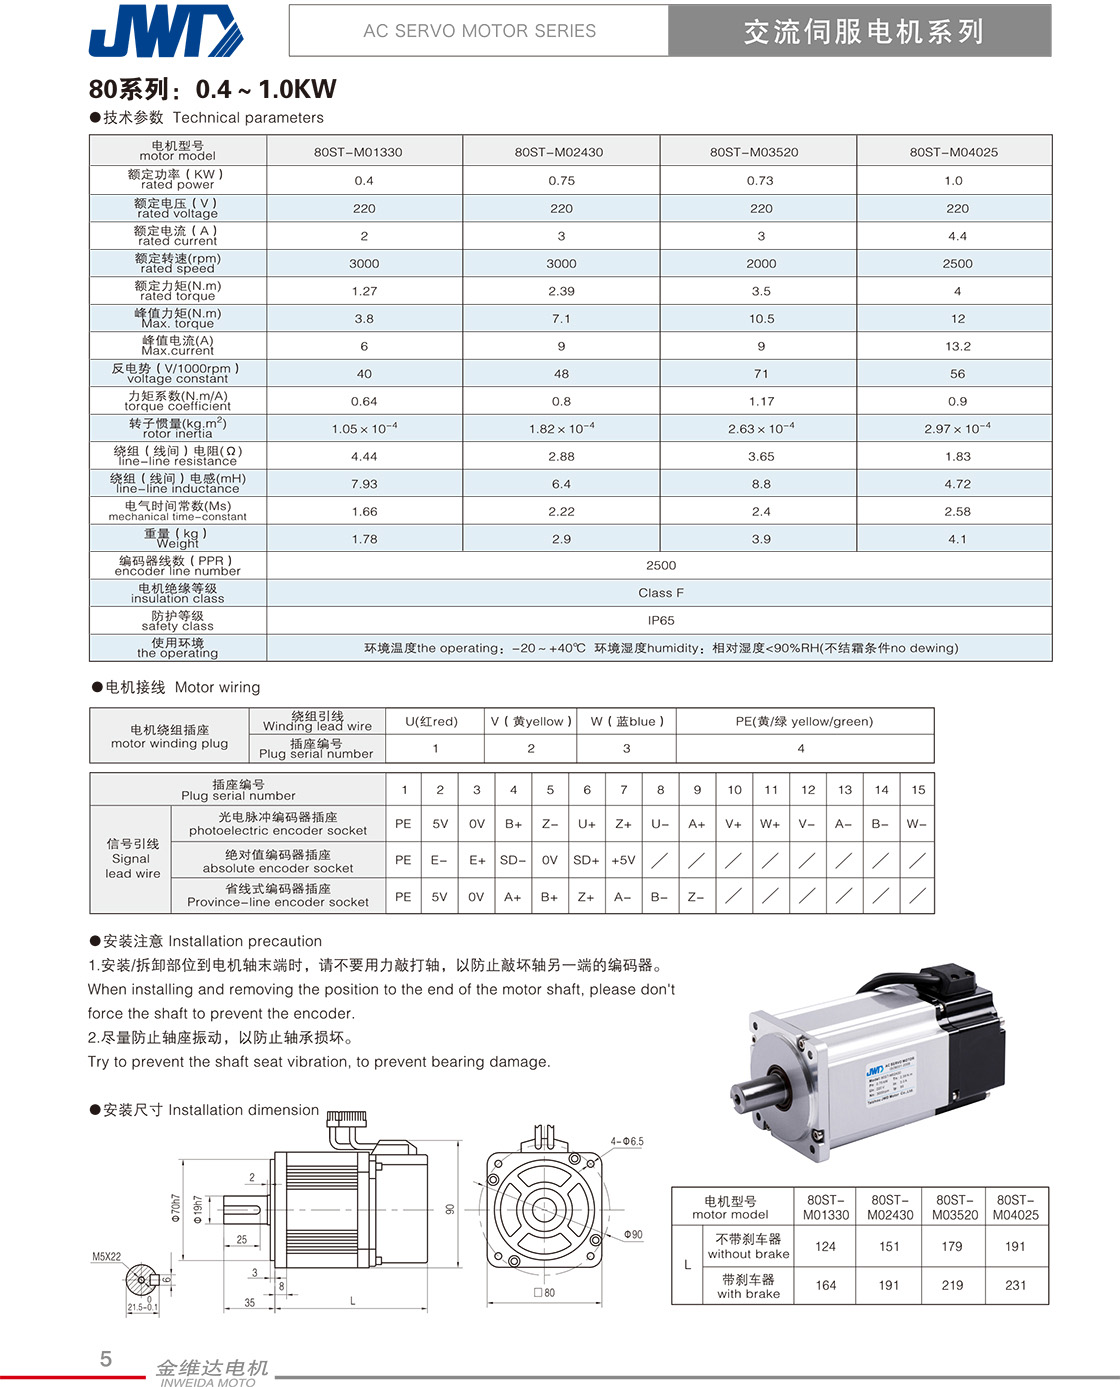 JWD
AC SERVO MOTOR SERIES
交流伺服电机系列
80系列：0.4～1.0KW
●技术参数 Technical parameters
电机型号 motor model 80ST-M01330 80ST-M02430 80ST-M03520 80ST-M04025
额定功率（KW） rated power 0.4 0.75 0.73 1.0
额定电压（V） rated voltage 220 220 220 220
额定电流（A） rated current 2 3 3 4.4
额定转速(rpm) rated speed 3000 3000 2000 2500
额定力矩(N.m) rated torque 1.27 2.39 3.5 4
峰值力矩(N.m) Max. torque 3.8 7.1 10.5 12
峰值电流(A) Max.current 6 9 9 13.2
反电势（V/1000rpm） voltage constant 40 48 71 56
力矩系数(N.m/A) torque coefficient 0.64 0.8 1.17 0.9
转子惯量(kg.m²) rotor inertia 1.05×10⁻⁴ 1.82×10⁻⁴ 2.63×10⁻⁴ 2.97×10⁻⁴
绕组（线间）电阻(Ω) line-line resistance 4.44 2.88 3.65 1.83
绕组（线间）电感(mH) line-line inductance 7.93 6.4 8.8 4.72
电气时间常数(Ms) mechanical time-constant 1.66 2.22 2.4 2.58
重量（kg） Weight 1.78 2.9 3.9 4.1
编码器线数（PPR） encoder line number 2500
电机绝缘等级 insulation class Class F
防护等级 safety class IP65
使用环境 the operating 环境温度the operating：-20～+40℃ 环境湿度humidity：相对湿度<90%RH(不结霜条件no dewing)
●电机接线 Motor wiring
电机绕组插座 motor winding plug
绕组引线 Winding lead wire U(红red) V（黄yellow） W（蓝blue） PE(黄/绿 yellow/green)
插座编号 Plug serial number 1 2 3 4
插座编号 Plug serial number 1 2 3 4 5 6 7 8 9 10 11 12 13 14 15
信号引线 Signal lead wire
光电脉冲编码器插座 photoelectric encoder socket PE 5V 0V B+ Z- U+ Z+ U- A+ V+ W+ V- A- B- W-
绝对值编码器插座 absolute encoder socket PE E- E+ SD- 0V SD+ +5V ／ ／ ／ ／ ／ ／ ／ ／
省线式编码器插座 Province-line encoder socket PE 5V 0V A+ B+ Z+ A- B- Z- ／ ／ ／ ／ ／ ／
●安装注意 Installation precaution
1.安装/拆卸部位到电机轴末端时，请不要用力敲打轴，以防止敲坏轴另一端的编码器。
When installing and removing the position to the end of the motor shaft, please don't
force the shaft to prevent the encoder.
2.尽量防止轴座振动，以防止轴承损坏。
Try to prevent the shaft seat vibration, to prevent bearing damage.
JWD AC SERVO MOTOR
●安装尺寸 Installation dimension
2
Φ70h7
Φ19h7
25
M5X22
6
0
21.5-0.1
3
8
35
L
90
4-Φ6.5
Φ90
□80
电机型号 motor model 80ST-M01330 80ST-M02430 80ST-M03520 80ST-M04025
L
不带刹车器 without brake 124 151 179 191
带刹车器 with brake 164 191 219 231
5
金维达电机
INWEIDA MOTO